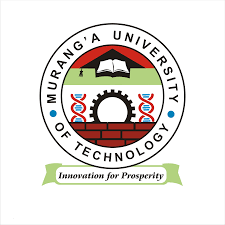 MURANG'A UNIVERSITY
OF TECHNOLOGY
Innovation for Prosperity